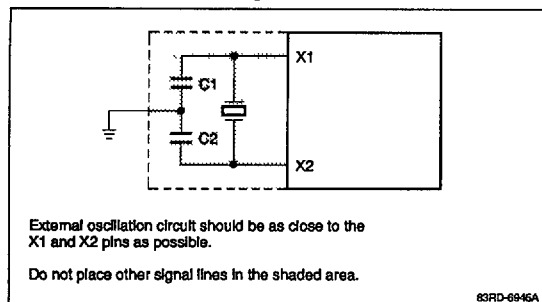 X1
C1
C2
X2
External oscillation circuit should be as close to the
X1 and X2 pins as possible.
Do not place other signal lines in the shaded area.
83RD-6946A